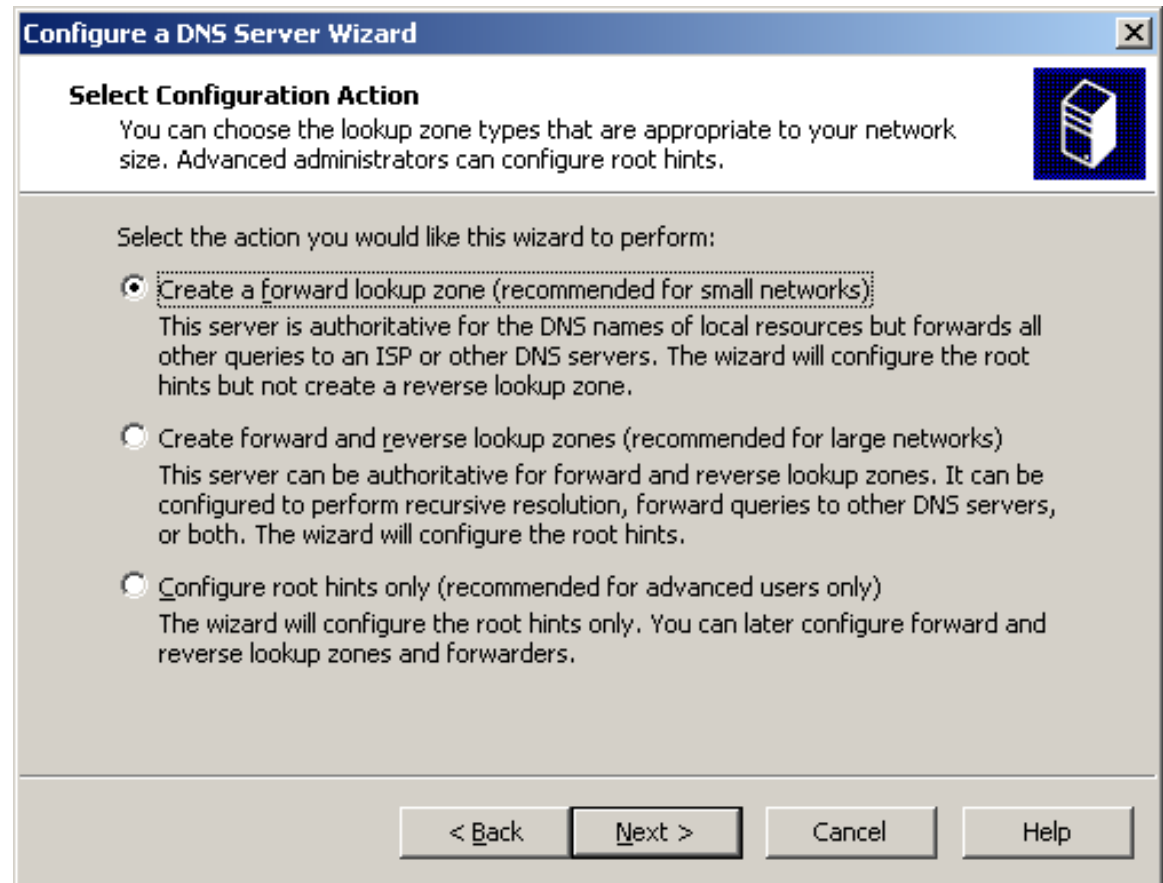 Configure a DNS Server Wizard
Select Configuration Action
You can choose the lookup zone types that are appropriate to your network
size. Advanced administrators can configure root hints.
Select the action you would like this wizard to perform:
Create a forward lookup zone (recommended for small networks)
This server is authoritative for the DNS names of local resources but forwards all
other queries to an ISP or other DNS servers. The wizard will configure the root
hints but not create a reverse lookup zone.
Create forward and reverse lookup zones (recommended for large networks)
This server can be authoritative for forward and reverse lookup zones. It can be
configured to perform recursive resolution, forward queries to other DNS servers,
or both. The wizard will configure the root hints.
Configure root hints only (recommended for advanced users only)
The wizard will configure the root hints only. You can later configure forward and
reverse lookup zones and forwarders.
< Back Next > Cancel Help